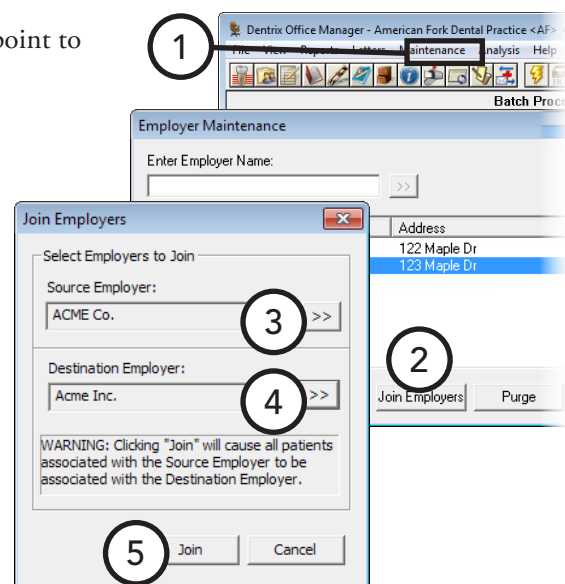 point to
1
Dentrix Office Manager - American Fork Dental Practice <AF>
File View Reports Letters Maintenance Analysis Help
Batch Proc
Employer Maintenance
Enter Employer Name:
>>
Address
122 Maple Dr
123 Maple Dr
2
Join Employers Purge
Join Employers
Select Employers to Join
Source Employer:
ACME Co. 3 >>
Destination Employer:
Acme Inc. 4 >>
WARNING: Clicking "Join" will cause all patients
associated with the Source Employer to be
associated with the Destination Employer.
5 Join Cancel